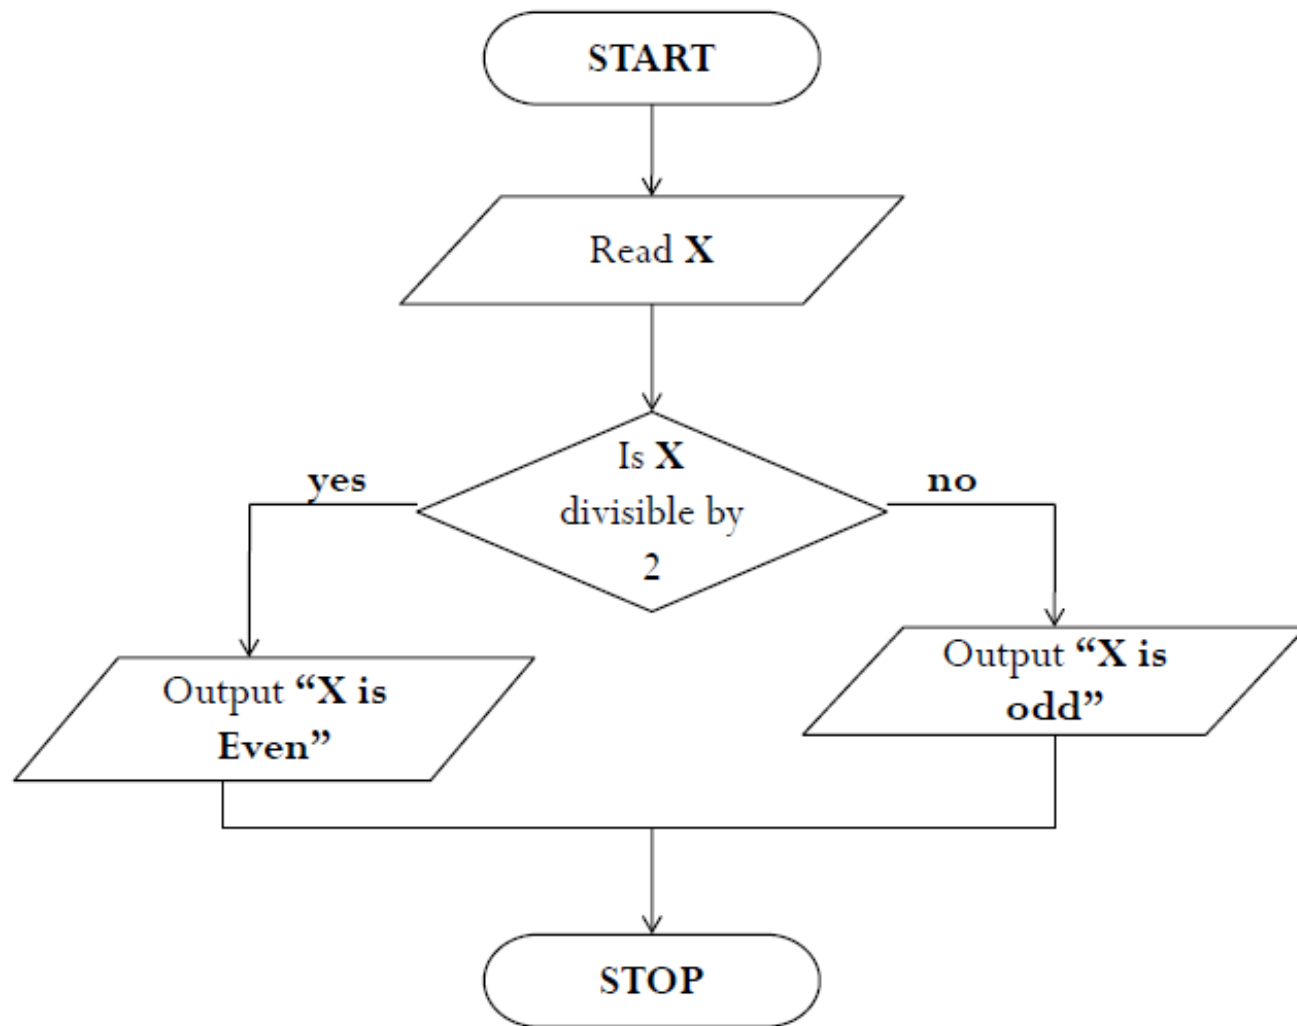 START
Read X
Is X
divisible by
2
yes
no
Output “X is
Even”
Output “X is
odd”
STOP